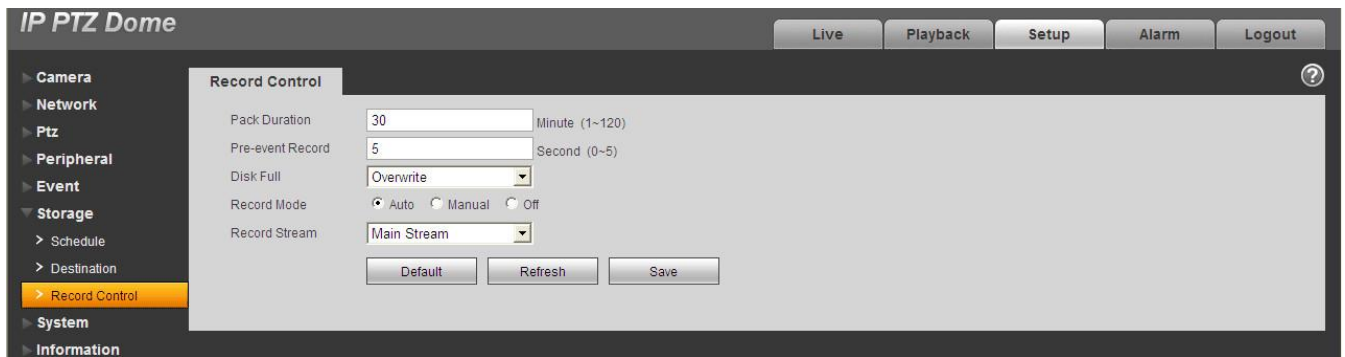 IP PTZ Dome
Live Playback Setup Alarm Logout
Camera
Network
Ptz
Peripheral
Event
Storage
> Schedule
> Destination
> Record Control
System
Information
Record Control
?
Pack Duration 30 Minute (1~120)
Pre-event Record 5 Second (0~5)
Disk Full Overwrite
Record Mode Auto Manual Off
Record Stream Main Stream
Default Refresh Save